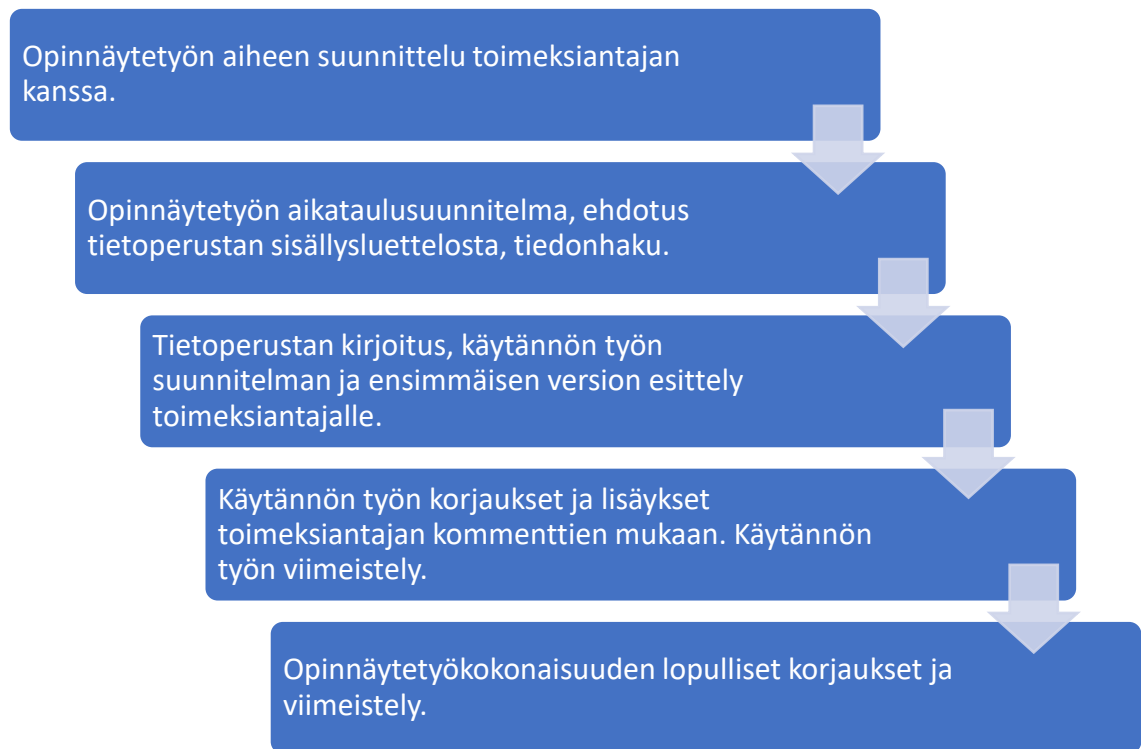 Opinnäytetyön aiheen suunnittelu toimeksiantajan
kanssa.
Opinnäytetyön aikataulusuunnitelma, ehdotus
tietoperustan sisällysluettelosta, tiedonhaku.
Tietoperustan kirjoitus, käytännön työn
suunnitelman ja ensimmäisen version esittely
toimeksiantajalle.
Käytännön työn korjaukset ja lisäykset
toimeksiantajan kommenttien mukaan. Käytännön
työn viimeistely.
Opinnäytetyökokonaisuuden lopulliset korjaukset ja
viimeistely.